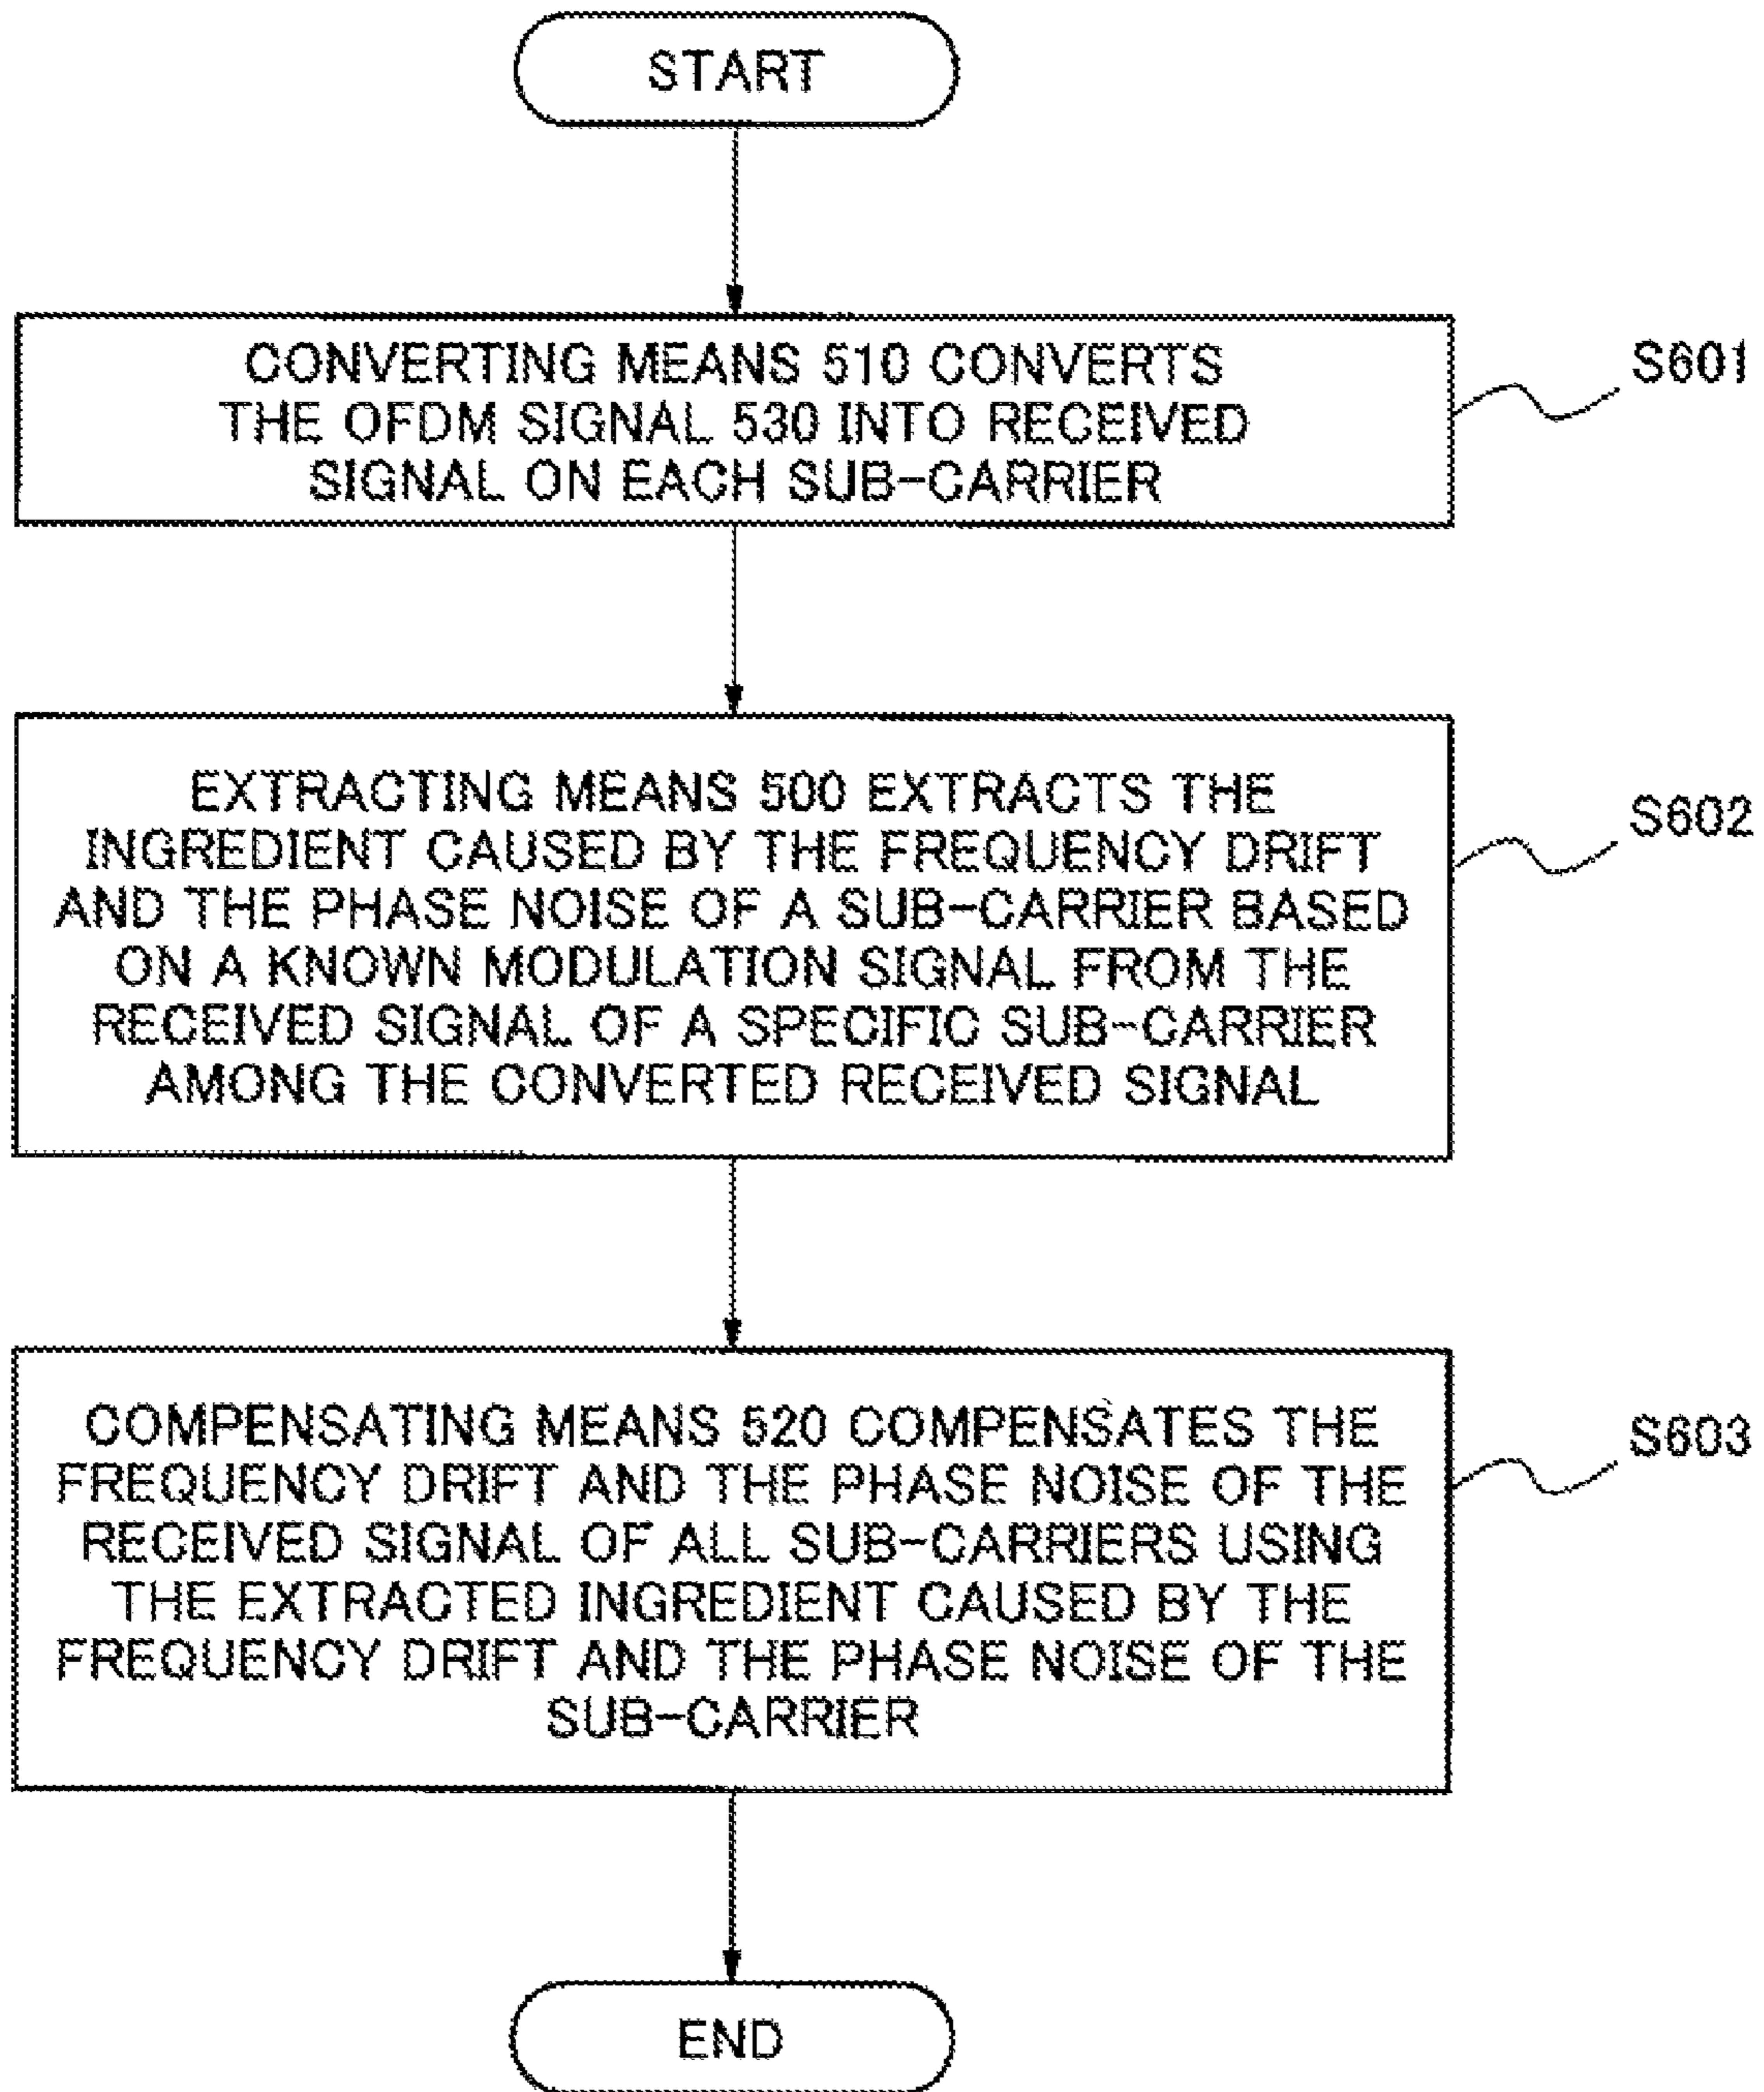 START
CONVERTING MEANS 510 CONVERTS
THE OFDM SIGNAL 530 INTO RECEIVED
SIGNAL ON EACH SUB-CARRIER
S601
EXTRACTING MEANS 500 EXTRACTS THE
INGREDIENT CAUSED BY THE FREQUENCY DRIFT
AND THE PHASE NOISE OF A SUB-CARRIER BASED
ON A KNOWN MODULATION SIGNAL FROM THE
RECEIVED SIGNAL OF A SPECIFIC SUB-CARRIER
AMONG THE CONVERTED RECEIVED SIGNAL
S602
COMPENSATING MEANS 520 COMPENSATES THE
FREQUENCY DRIFT AND THE PHASE NOISE OF THE
RECEIVED SIGNAL OF ALL SUB-CARRIERS USING
THE EXTRACTED INGREDIENT CAUSED BY THE
FREQUENCY DRIFT AND THE PHASE NOISE OF THE
SUB-CARRIER
S603
END